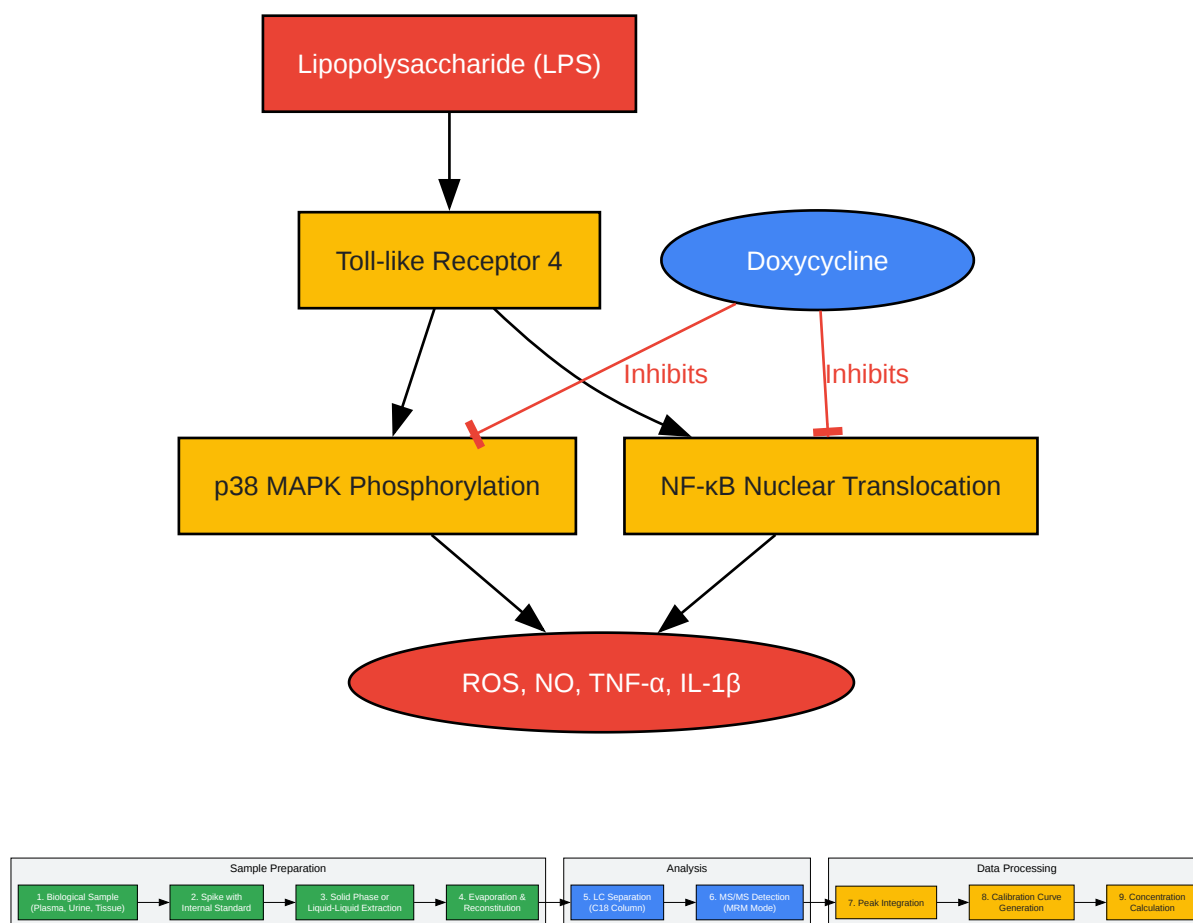 Lipopolysaccharide (LPS)
Toll-like Receptor 4
Doxycycline
Inhibits
Inhibits
p38 MAPK Phosphorylation
NF-κB Nuclear Translocation
ROS, NO, TNF-α, IL-1β
Sample Preparation
1. Biological Sample
(Plasma, Urine, Tissue)
2. Spike with
Internal Standard
3. Solid Phase or
Liquid-Liquid Extraction
4. Evaporation &
Reconstitution
Analysis
5. LC Separation
(C18 Column)
6. MS/MS Detection
(MRM Mode)
Data Processing
7. Peak Integration
8. Calibration Curve
Generation
9. Concentration
Calculation